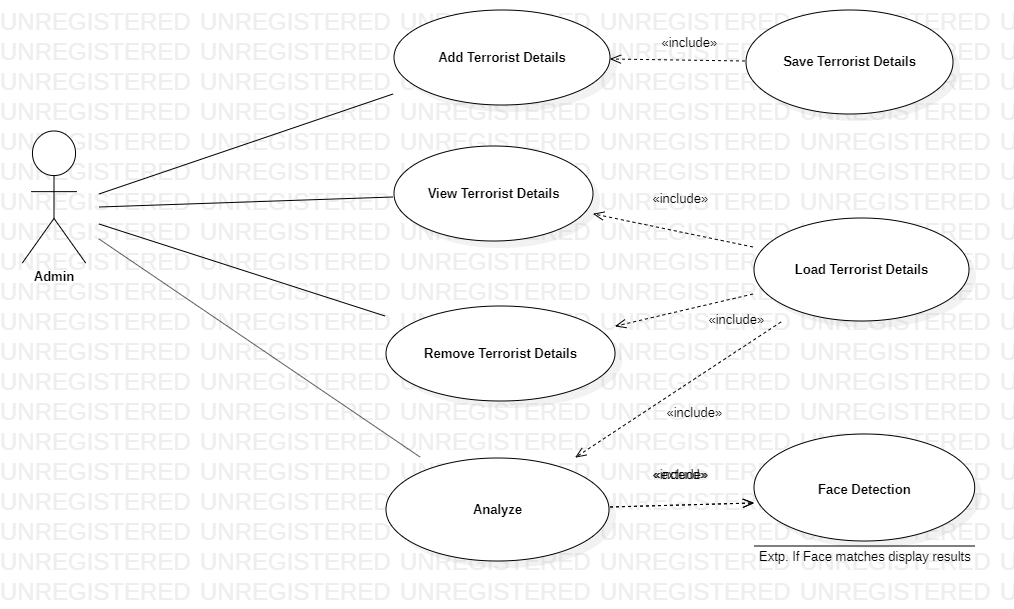 Add Terrorist Details
«include»
Save Terrorist Details
View Terrorist Details
«include»
Load Terrorist Details
Admin
«include»
Remove Terrorist Details
«include»
Analyze
Face Detection
Extp. If Face matches display results
UNREGISTERED